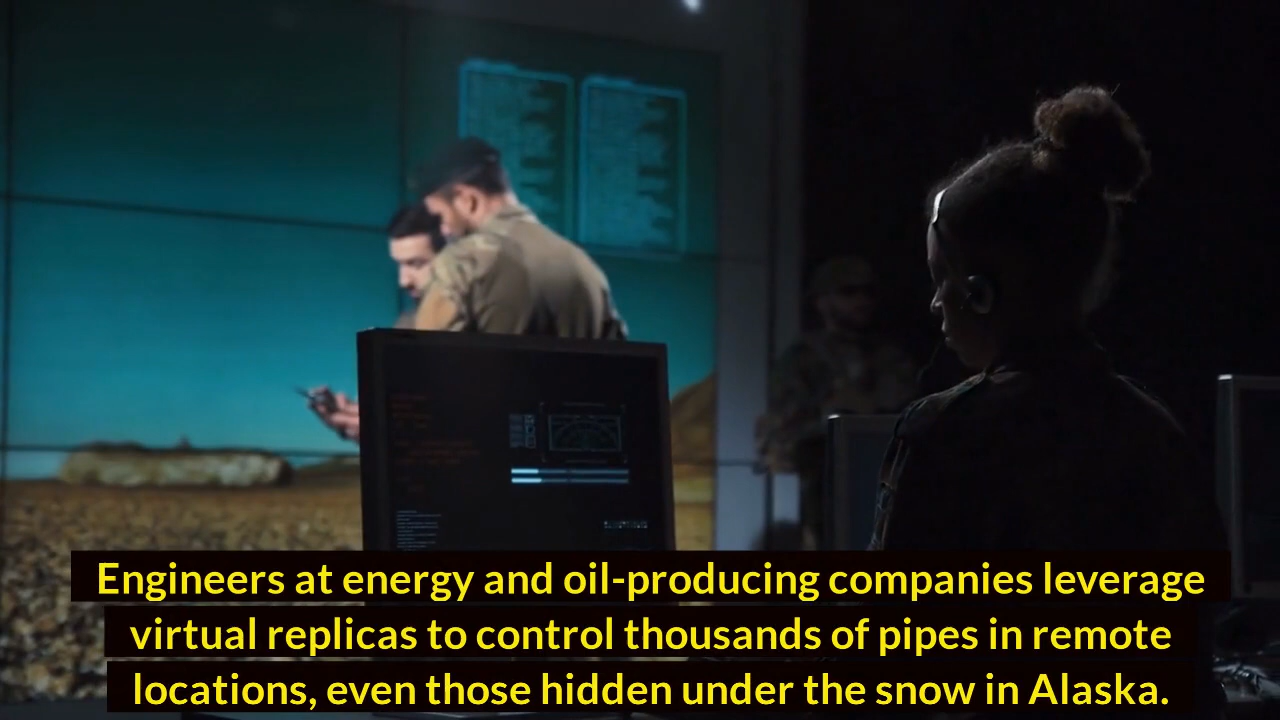 Engineers at energy and oil-producing companies leverage
virtual replicas to control thousands of pipes in remote
locations, even those hidden under the snow in Alaska.